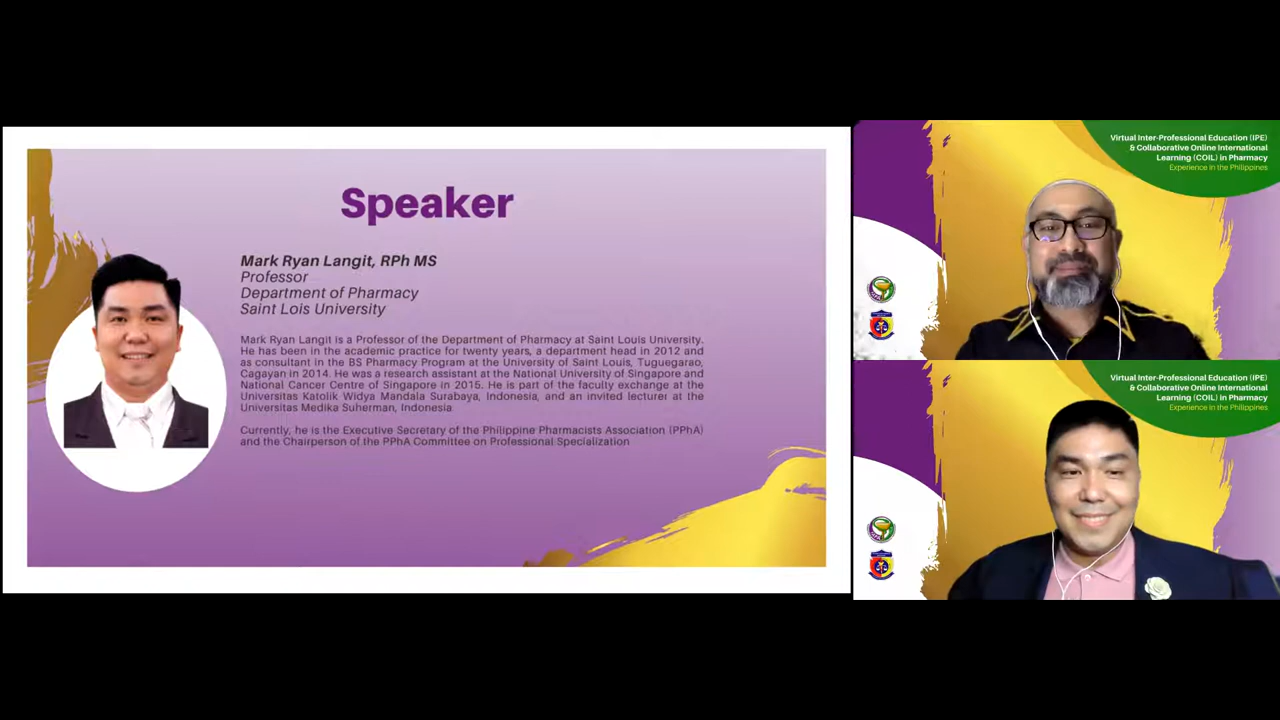 Speaker
Mark Ryan Langit, RPh MS
Professor
Department of Pharmacy
Saint Lois University
Mark Ryan Langit is a Professor of the Department of Pharmacy at Saint Louis University.
He has been in the academic practice for twenty years, a department head in 2012 and
as consultant in the BS Pharmacy Program at the University of Saint Louis, Tuguegarao,
Cagayan in 2014. He was a research assistant at the National University of Singapore and
National Cancer Centre of Singapore in 2015. He is part of the faculty exchange at the
Universitas Katolik Widya Mandala Surabaya, Indonesia, and an invited lecturer at the
Universitas Medika Suherman, Indonesia
Currently, he is the Executive Secretary of the Philippine Pharmacists Association (PPhA)
and the Chairperson of the PPhA Committee on Professional Specialization
Virtual Inter-Professional Education (IPE)
& Collaborative Online International
Learning (COIL) in Pharmacy
Experience in the Philippines
Virtual Inter-Professional Education (IPE)
& Collaborative Online International
Learning (COIL) in Pharmacy
Experience in the Philippines